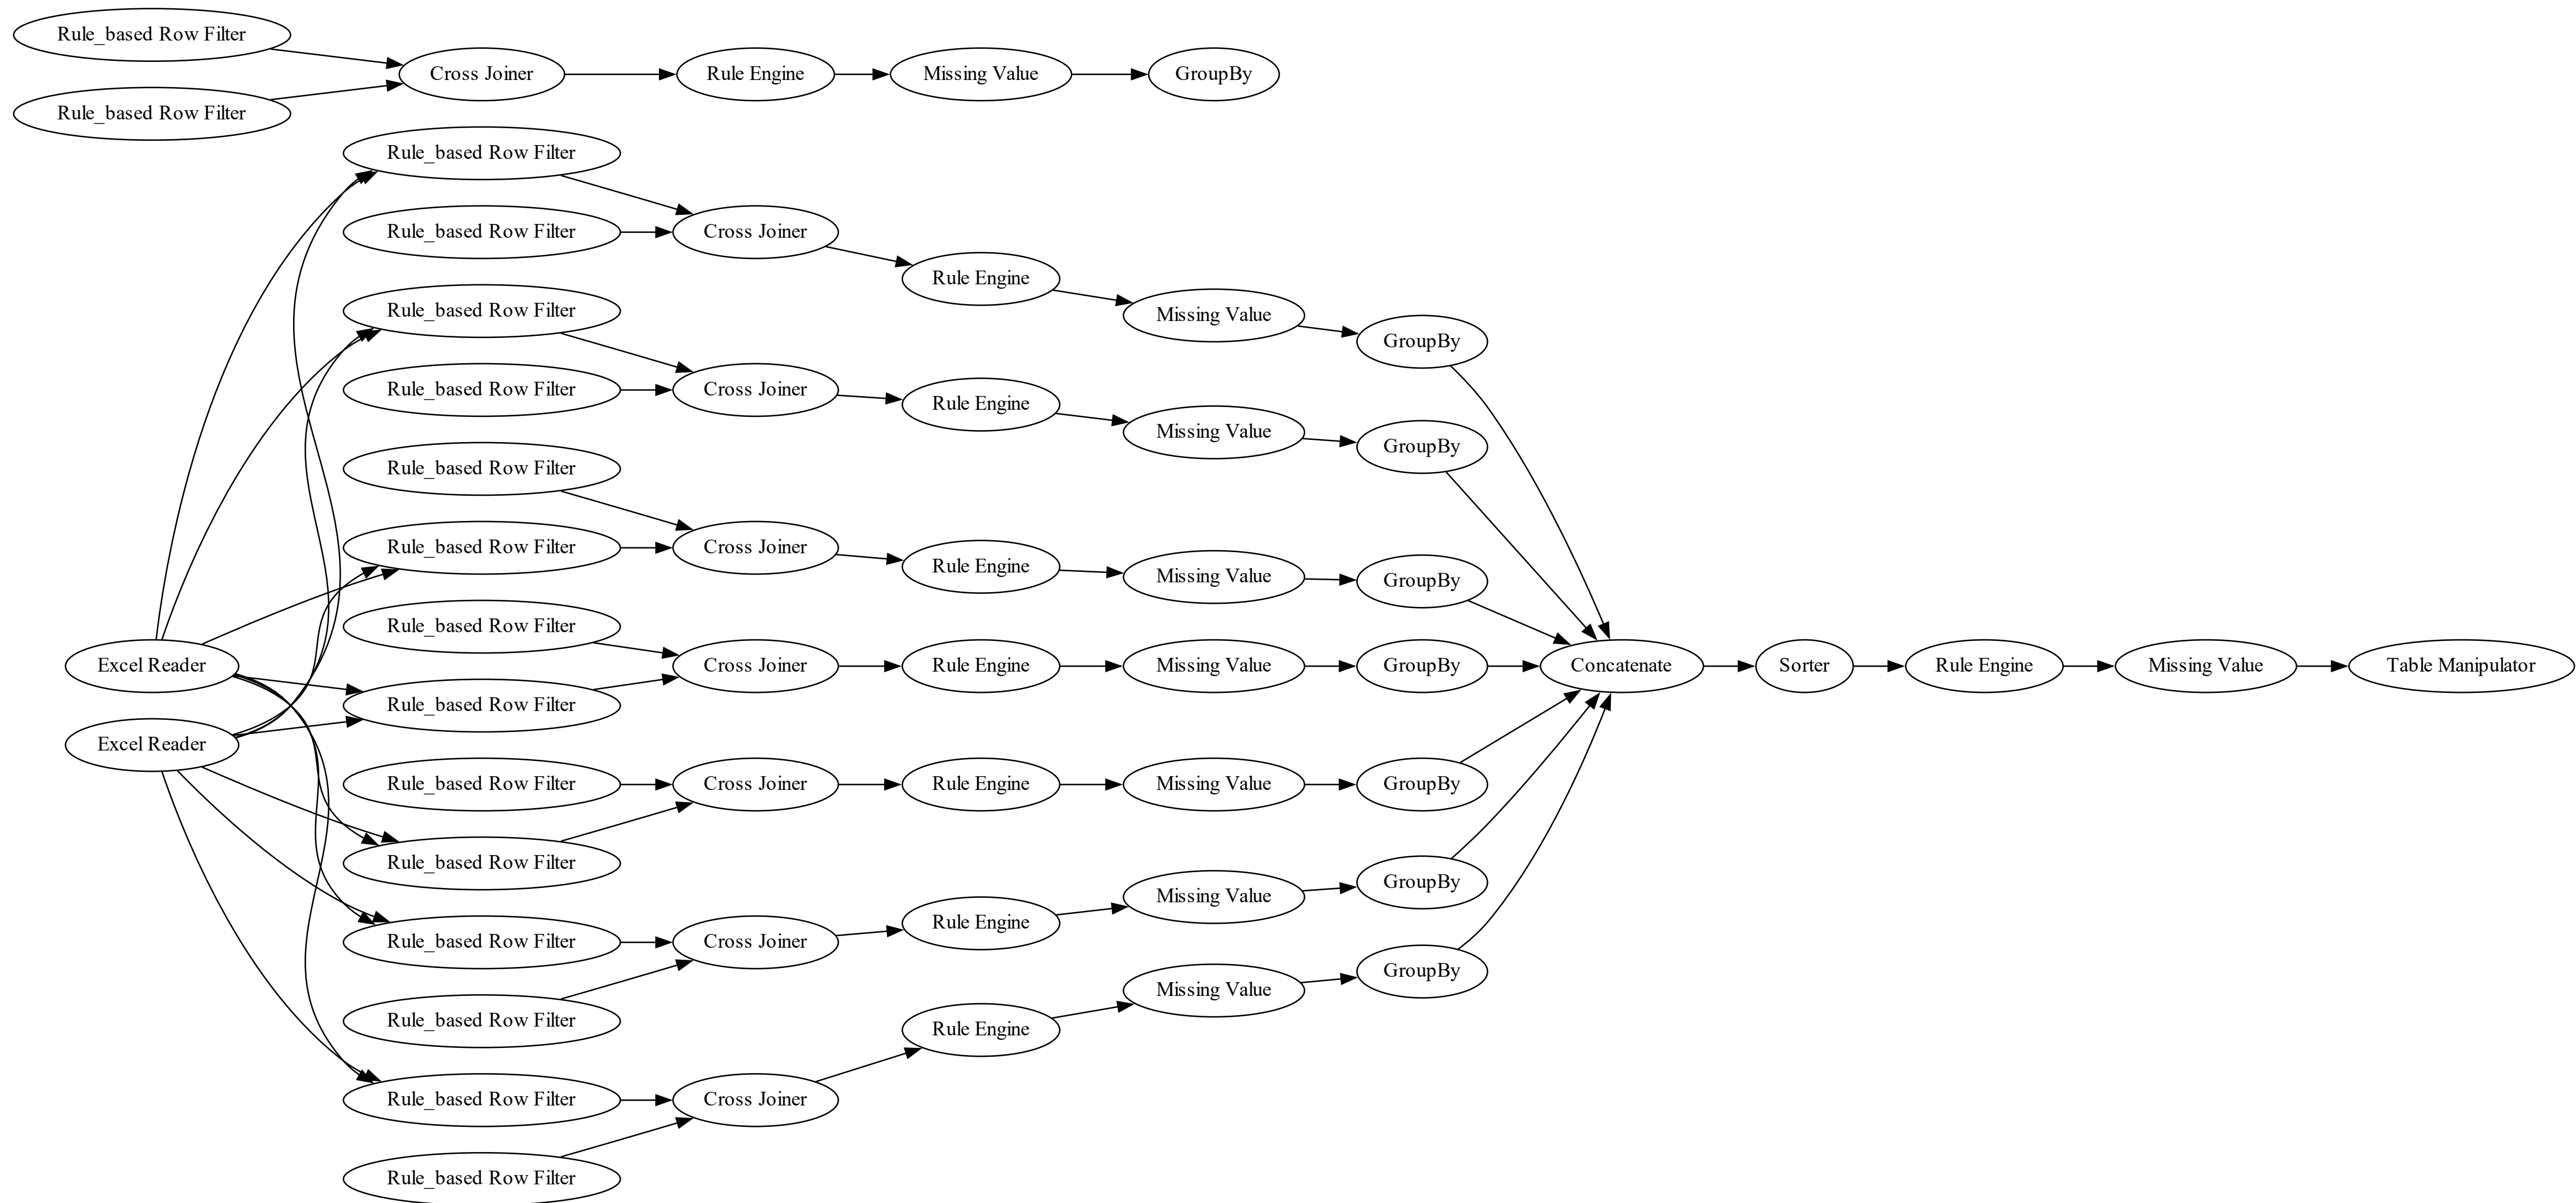 Rule_based Row Filter
Cross Joiner
Rule Engine
Missing Value
GroupBy
Rule_based Row Filter
Rule_based Row Filter
Rule_based Row Filter
Cross Joiner
Rule Engine
Missing Value
GroupBy
Rule_based Row Filter
Rule_based Row Filter
Cross Joiner
Rule Engine
Missing Value
GroupBy
Rule_based Row Filter
Rule_based Row Filter
Cross Joiner
Rule Engine
Missing Value
GroupBy
Rule_based Row Filter
Excel Reader
Cross Joiner
Rule Engine
Missing Value
GroupBy
Concatenate
Sorter
Rule Engine
Missing Value
Table Manipulator
Rule_based Row Filter
Excel Reader
Rule_based Row Filter
Cross Joiner
Rule Engine
Missing Value
GroupBy
Rule_based Row Filter
Rule_based Row Filter
Cross Joiner
Rule Engine
Missing Value
GroupBy
Rule_based Row Filter
Rule_based Row Filter
Cross Joiner
Rule Engine
Missing Value
GroupBy
Rule_based Row Filter